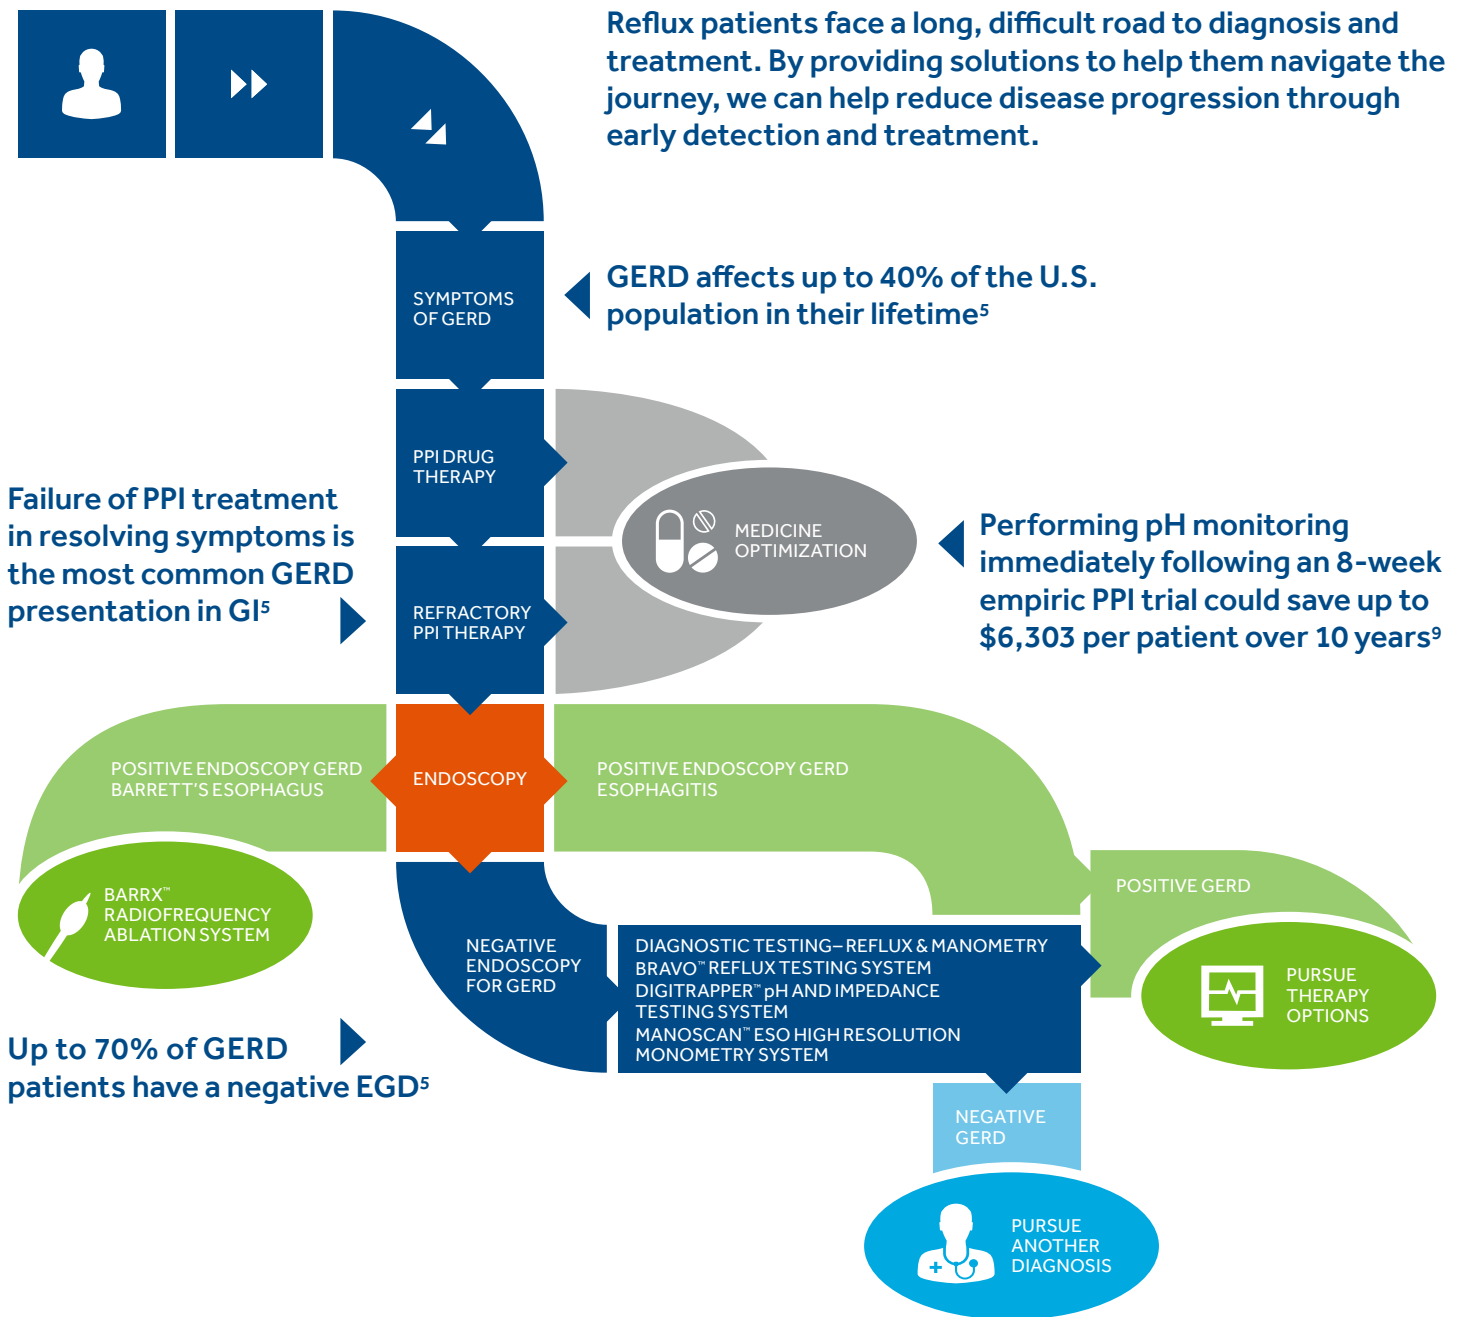 Reflux patients face a long, difficult road to diagnosis and
treatment. By providing solutions to help them navigate the
journey, we can help reduce disease progression through
early detection and treatment.
SYMPTOMS
OF GERD
GERD affects up to 40% of the U.S.
population in their lifetime⁵
PPI DRUG
THERAPY
Failure of PPI treatment
in resolving symptoms is
the most common GERD
presentation in GI⁵
MEDICINE
OPTIMIZATION
Performing pH monitoring
immediately following an 8-week
empiric PPI trial could save up to
$6,303 per patient over 10 years⁹
REFRACTORY
PPI THERAPY
POSITIVE ENDOSCOPY GERD
BARRETT'S ESOPHAGUS
ENDOSCOPY
POSITIVE ENDOSCOPY GERD
ESOPHAGITIS
BARRX™
RADIOFREQUENCY
ABLATION SYSTEM
POSITIVE GERD
NEGATIVE
ENDOSCOPY
FOR GERD
DIAGNOSTIC TESTING–REFLUX & MANOMETRY
BRAVO™ REFLUX TESTING SYSTEM
DIGITRAPPER™ pH AND IMPEDANCE
TESTING SYSTEM
MANOSCAN™ ESO HIGH RESOLUTION
MONOMETRY SYSTEM
PURSUE
THERAPY
OPTIONS
Up to 70% of GERD
patients have a negative EGD⁵
NEGATIVE
GERD
PURSUE
ANOTHER
DIAGNOSIS